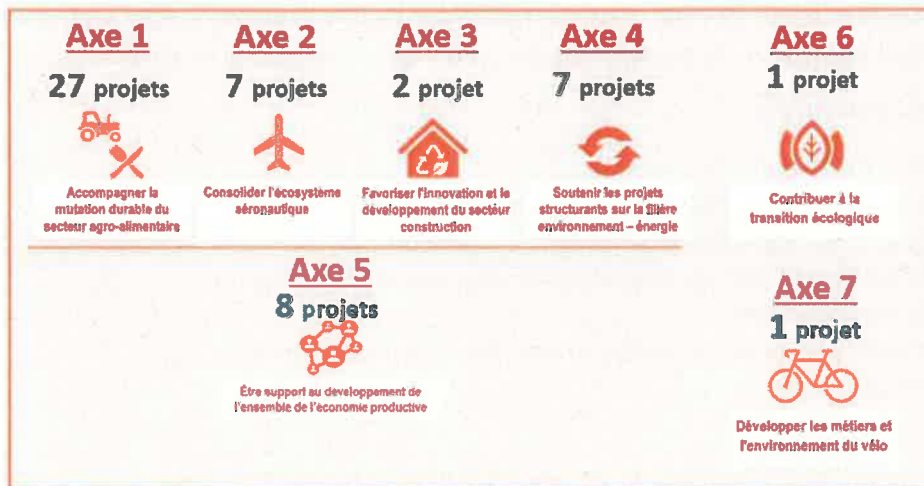 Axe 1
27 projets
Accompagner la
mutation durable du
secteur agro-alimentaire
Axe 2
7 projets
Consolider l'écosystème
aéronautique
Axe 3
2 projet
Favoriser l'innovation et le
développement du secteur
construction
Axe 4
7 projets
Soutenir les projets
structurants sur la filière
environnement – énergie
Axe 6
1 projet
Contribuer à la
transition écologique
Axe 5
8 projets
Être support au développement de
l'ensemble de l'économie productive
Axe 7
1 projet
Développer les métiers et
l'environnement du vélo